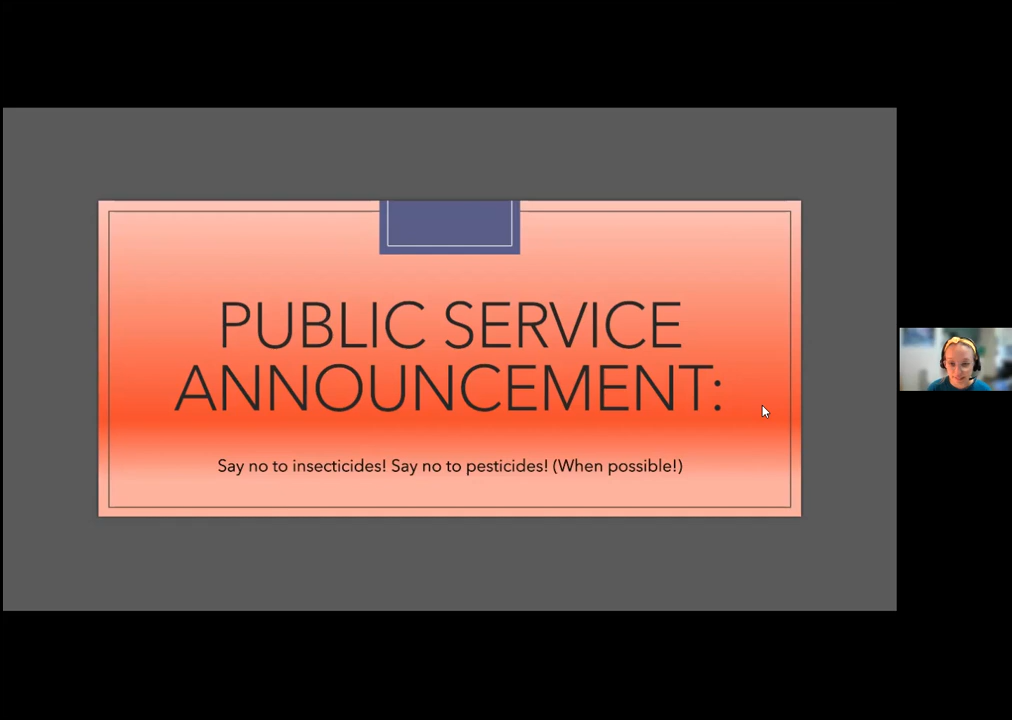 PUBLIC SERVICE
ANNOUNCEMENT:
Say no to insecticides! Say no to pesticides! (When possible!)